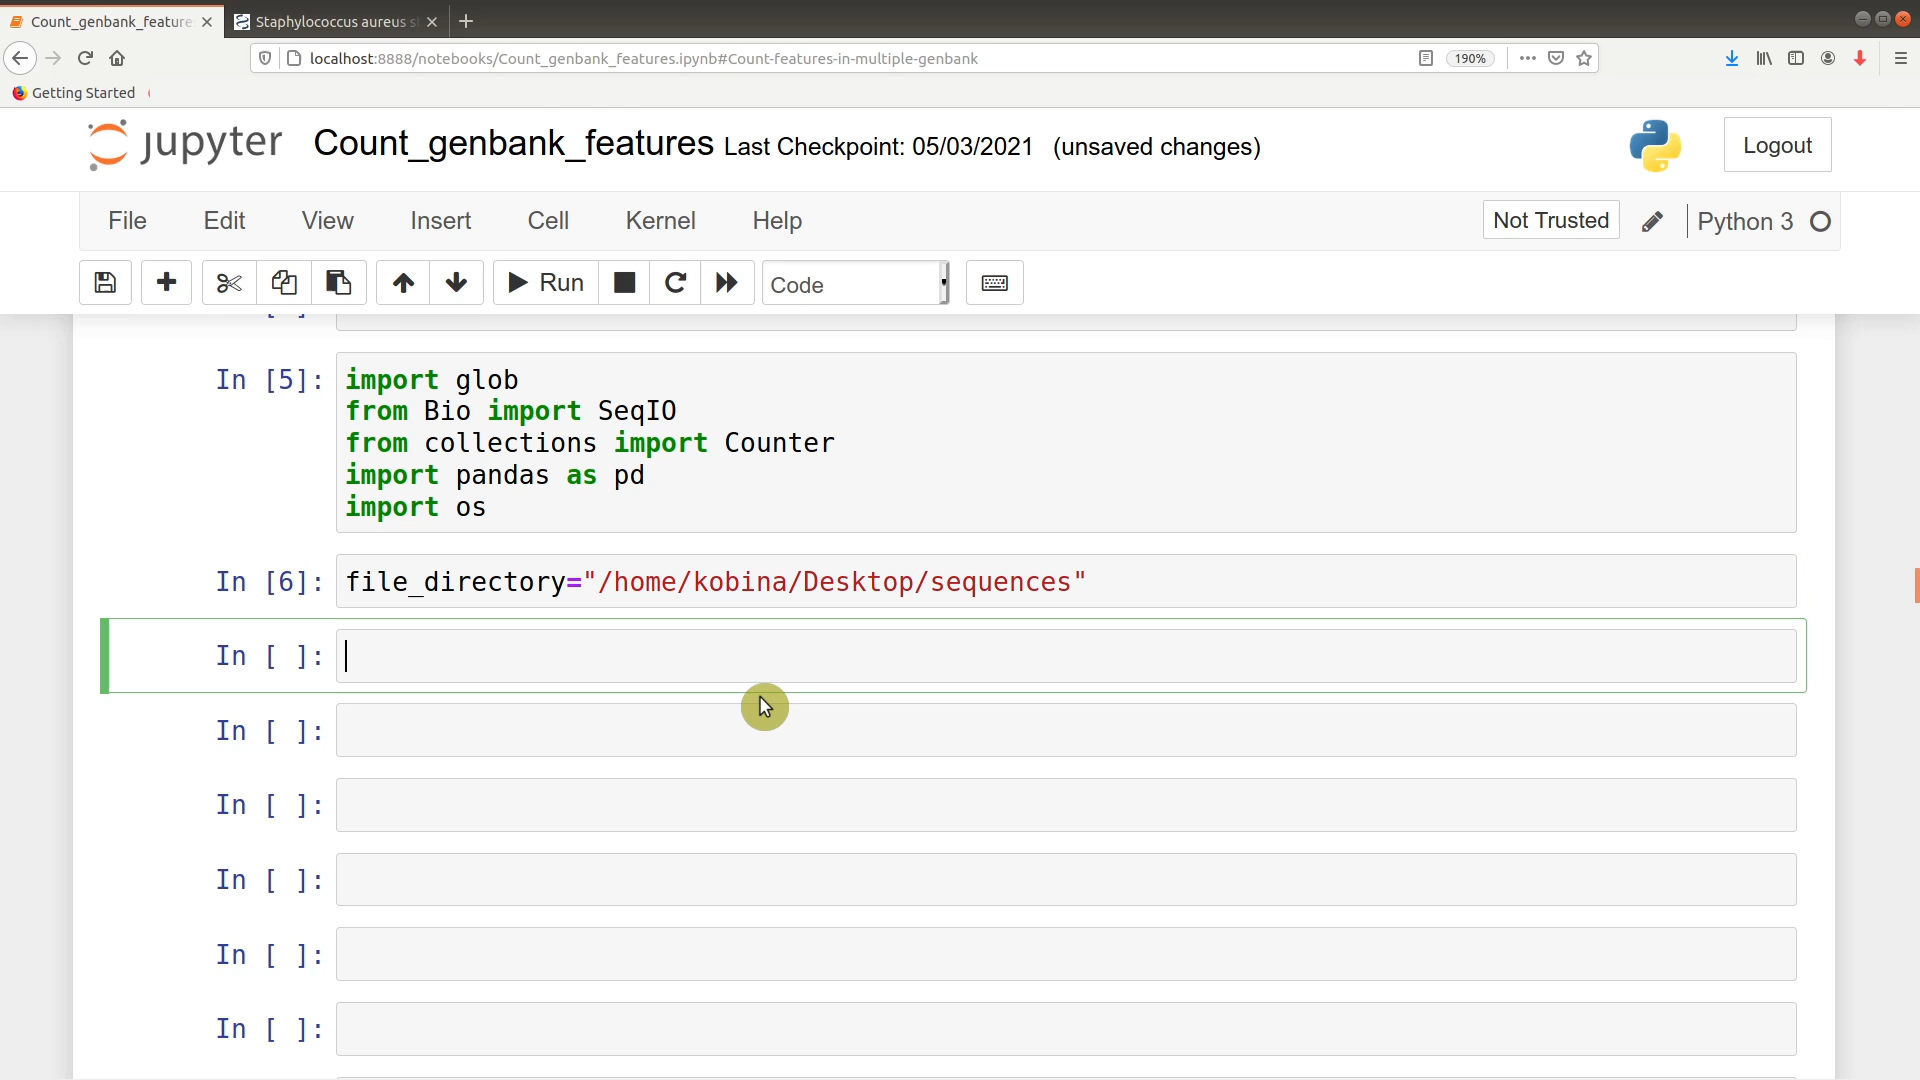 Count_genbank_feature
Staphylococcus aureus s
localhost:8888/notebooks/Count_genbank_features.ipynb#Count-features-in-multiple-genbank
190%
Getting Started
jupyter
Count_genbank_features Last Checkpoint: 05/03/2021 (unsaved changes)
Logout
File Edit View Insert Cell Kernel Help
Not Trusted
Python 3
Run
Code
In [5]:
import glob
from Bio import SeqIO
from collections import Counter
import pandas as pd
import os
In [6]:
file_directory="/home/kobina/Desktop/sequences"
In [ ]:
In [ ]:
In [ ]:
In [ ]:
In [ ]:
In [ ]: